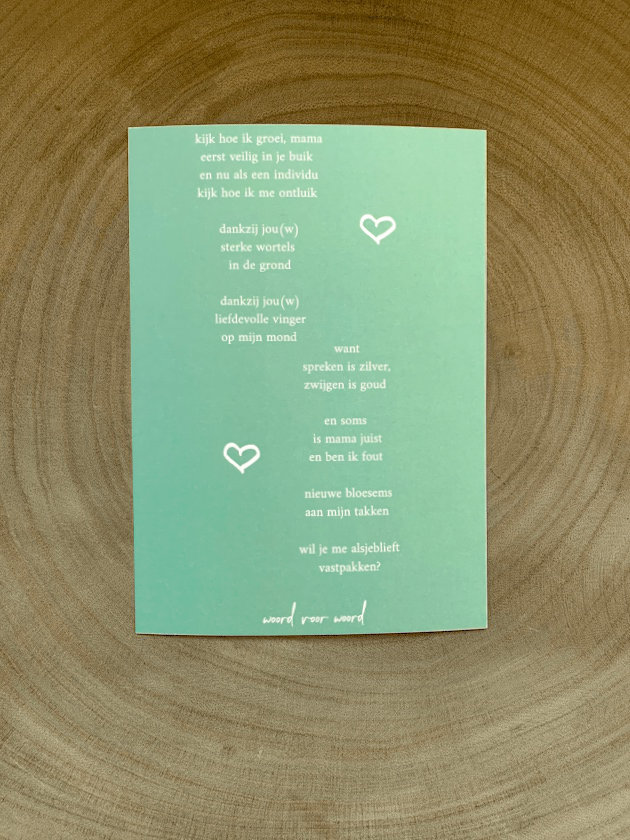 kijk hoe ik groei, mama
eerst veilig in je buik
en nu als een individu
kijk hoe ik me ontluik
dankzij jou(w)
sterke wortels
in de grond
dankzij jou(w)
liefdevolle vinger
op mijn mond
want
spreken is zilver,
zwijgen is goud
en soms
is mama juist
en ben ik fout
nieuwe bloesems
aan mijn takken
wil je me alsjeblieft
vastpakken?
woord voor woord